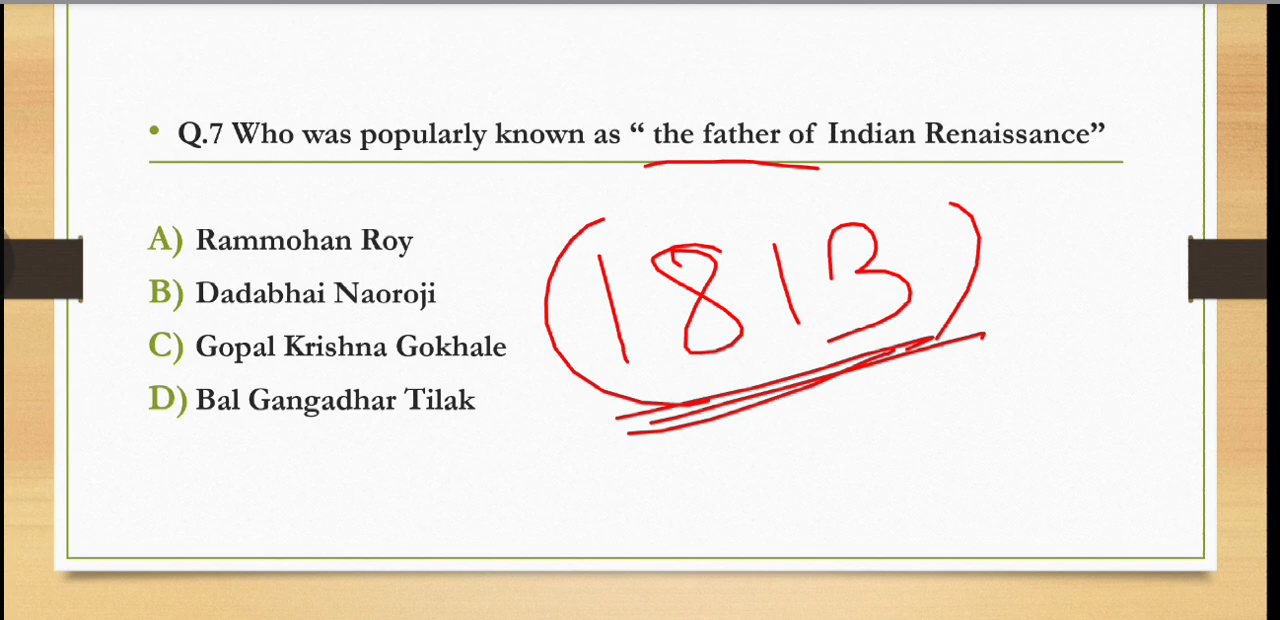 • Q.7 Who was popularly known as “ the father of Indian Renaissance”
A) Rammohan Roy
B) Dadabhai Naoroji
C) Gopal Krishna Gokhale
D) Bal Gangadhar Tilak
(1813)